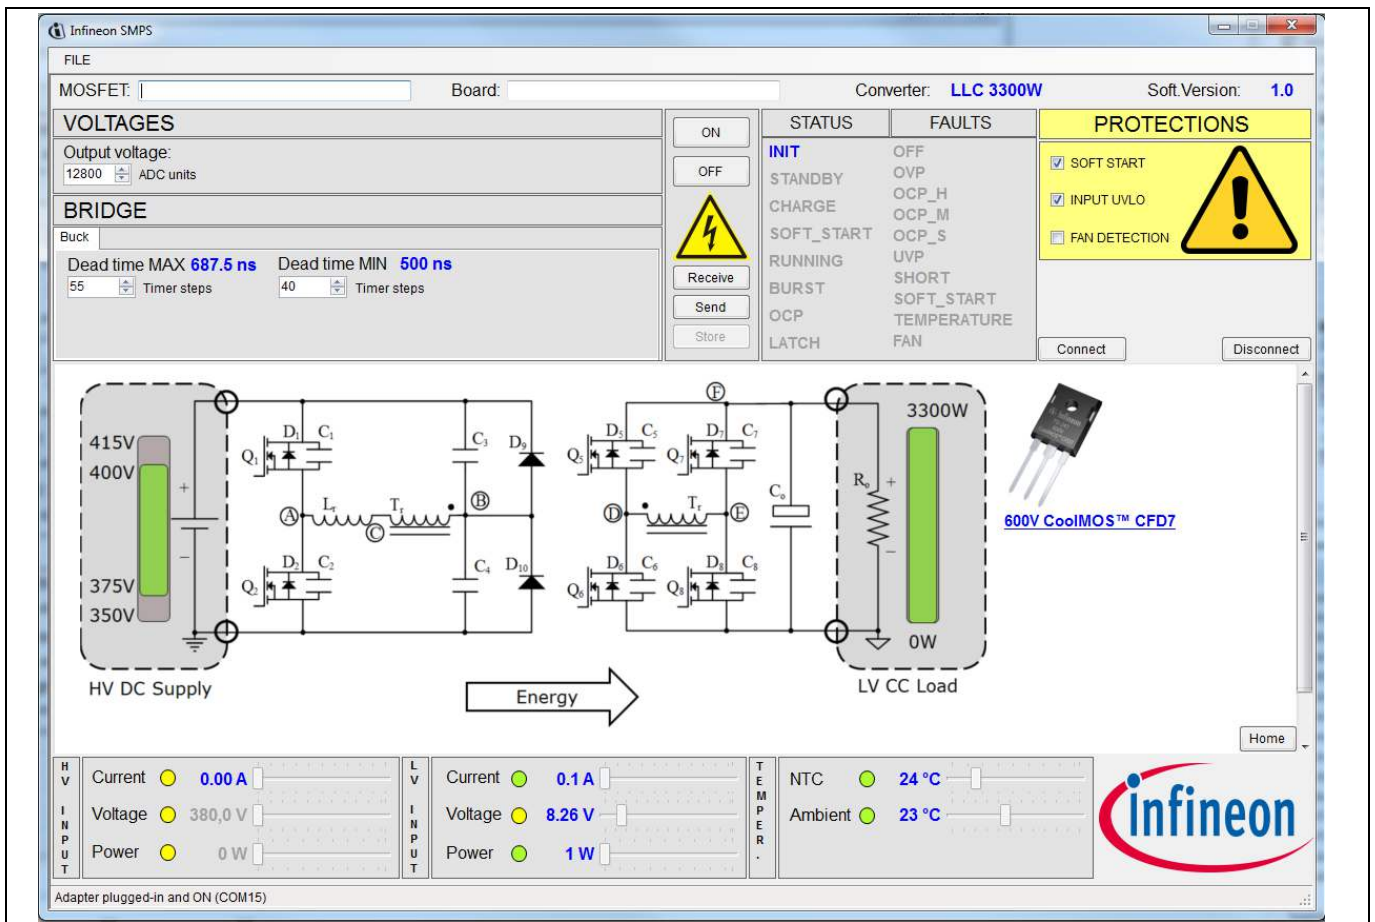 Infineon SMPS
FILE
MOSFET:
Board:
Converter: LLC 3300W
Soft.Version: 1.0
VOLTAGES
Output voltage:
12800 ADC units
BRIDGE
Buck
Dead time MAX 687.5 ns Dead time MIN 500 ns
55 Timer steps 40 Timer steps
ON
OFF
Receive
Send
Store
STATUS
INIT
STANDBY
CHARGE
SOFT_START
RUNNING
BURST
OCP
LATCH
FAULTS
OFF
OVP
OCP_H
OCP_M
OCP_S
UVP
SHORT
SOFT_START
TEMPERATURE
FAN
PROTECTIONS
SOFT START
INPUT UVLO
FAN DETECTION
Connect
Disconnect
415V
400V
375V
350V
+
−
HV DC Supply
Q1 D1 C1
Q2 D2 C2
A Lr C Tr B
C3 D9
C4 D10
Energy
F
Q5 D5 C5 Q7 D7 C7
D Tr E
Q6 D6 C6 Q8 D8 C8
Co
Ro + −
3300W
0W
LV CC Load
600V CoolMOS™ CFD7
Home
HV INPUT
Current 0.00 A
Voltage 380,0 V
Power 0 W
LV INPUT
Current 0.1 A
Voltage 8.26 V
Power 1 W
TEMPER.
NTC 24 °C
Ambient 23 °C
infineon
Adapter plugged-in and ON (COM15)